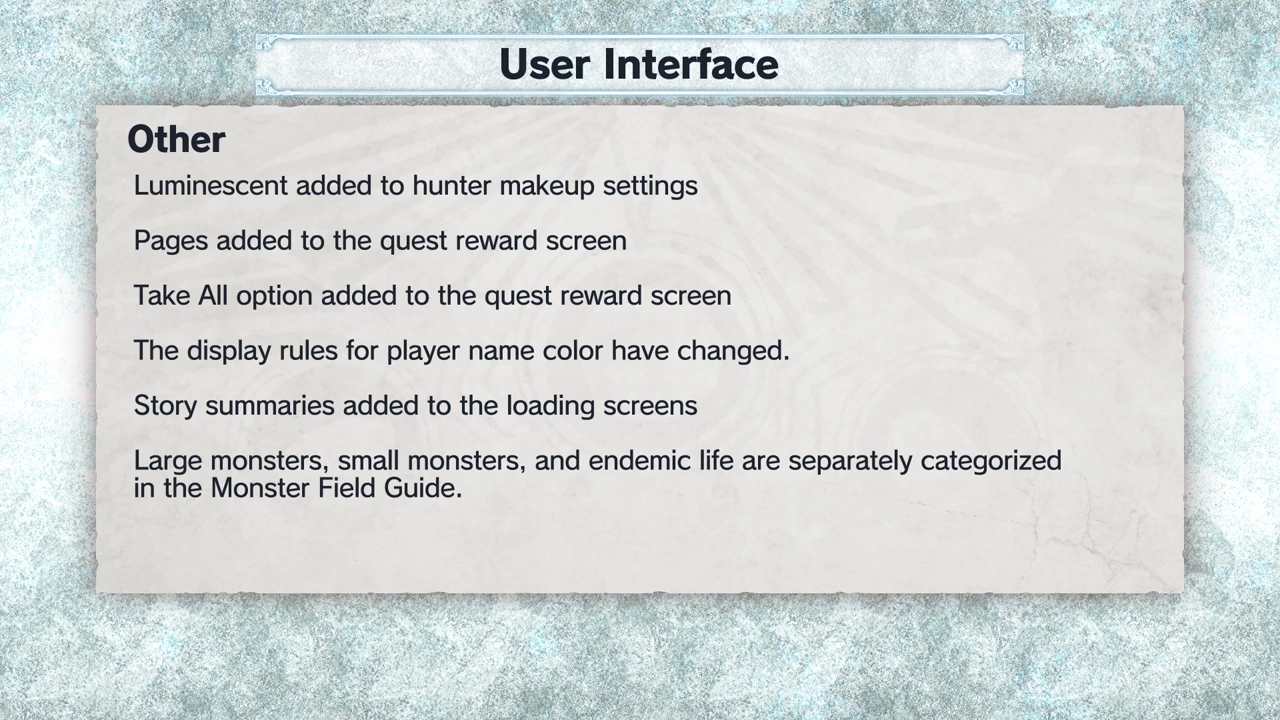 User Interface
Other
Luminescent added to hunter makeup settings
Pages added to the quest reward screen
Take All option added to the quest reward screen
The display rules for player name color have changed.
Story summaries added to the loading screens
Large monsters, small monsters, and endemic life are separately categorized
in the Monster Field Guide.